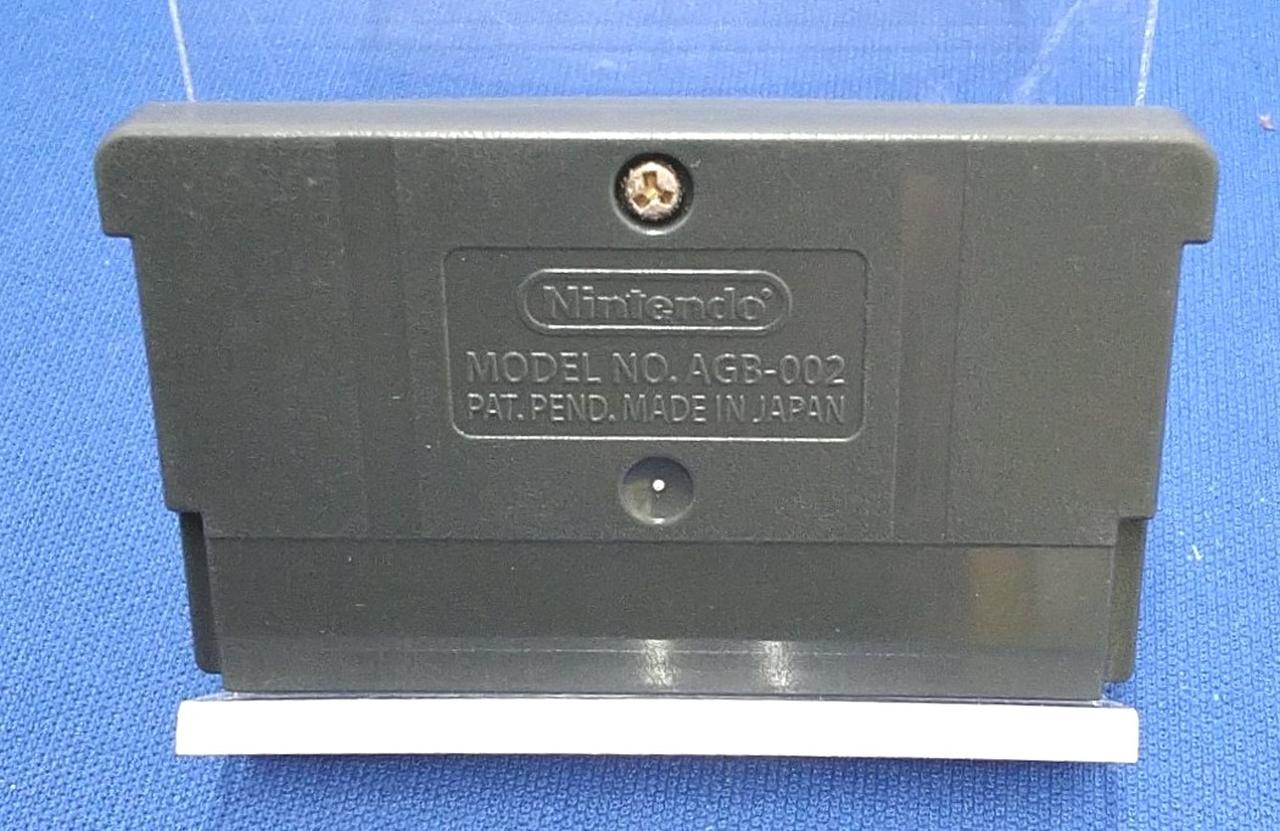 Nintendo®
MODEL NO. AGB-002
PAT. PEND. MADE IN JAPAN